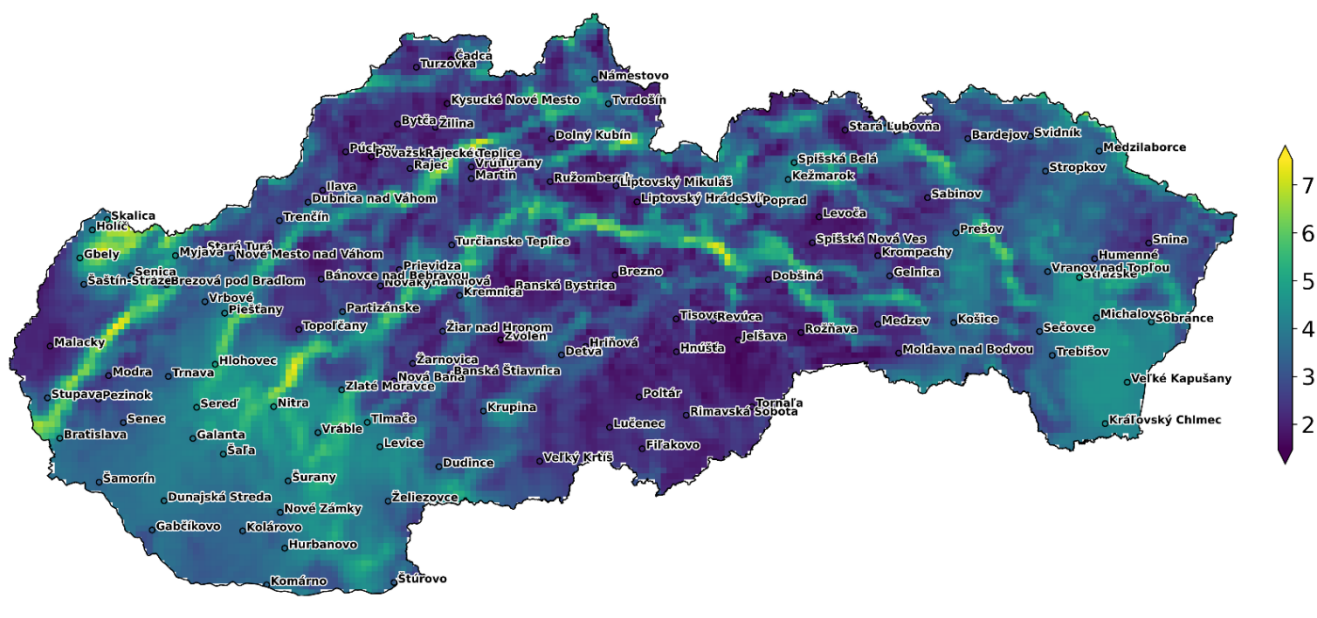 Čadca
Turzovka
Námestovo
Kysucké Nové Mesto
Tvrdošín
Bytča
Žilina
Stará Ľubovňa
Bardejov
Svidník
Dolný Kubín
Medzilaborce
Púchov
Rajecké Teplice
Turany
Spišská Belá
Rajec
Stropkov
Martin
Ružomberok
Liptovský Mikuláš
Kežmarok
Ilava
Dubnica nad Váhom
Liptovský Hrádok
Poprad
Sabinov
Skalica
Trenčín
Levoča
Holíč
Prešov
Stará Turá
Turčianske Teplice
Spišská Nová Ves
Snina
Gbely
Myjava
Nové Mesto nad Váhom
Krompachy
Humenné
Prievidza
Vranov nad Topľou
Senica
Bánovce nad Bebravou
Brezno
Dobšiná
Gelnica
Strážske
Šaštín-Stráže
Brezová pod Bradlom
Nováky
Handlová
Banská Bystrica
Kremnica
Vrbové
Piešťany
Partizánske
Tisovec
Revúca
Medzev
Košice
Michalovce
Sobrance
Topoľčany
Žiar nad Hronom
Rožňava
Sečovce
Zvolen
Jelšava
Malacky
Hriňová
Detva
Hnúšťa
Moldava nad Bodvou
Trebišov
Hlohovec
Žarnovica
Modra
Trnava
Nová Baňa
Banská Štiavnica
Veľké Kapušany
Stupava
Pezinok
Zlaté Moravce
Poltár
Sereď
Nitra
Krupina
Tornaľa
Rimavská Sobota
Senec
Tlmače
Lučenec
Kráľovský Chlmec
Bratislava
Galanta
Vráble
Levice
Šaľa
Fiľakovo
Dudince
Veľký Krtíš
Šamorín
Šurany
Dunajská Streda
Želiezovce
Nové Zámky
Gabčíkovo
Kolárovo
Hurbanovo
Komárno
Štúrovo
7
6
5
4
3
2